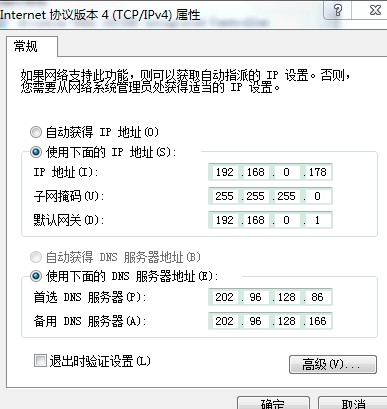 Internet 协议版本 4 (TCP/IPv4) 属性
常规
如果网络支持此功能，则可以获取自动指派的 IP 设置。否则，
您需要从网络系统管理员处获得适当的 IP 设置。
自动获得 IP 地址(O)
使用下面的 IP 地址(S):
IP 地址(I): 192 .168 . 0 .178
子网掩码(U): 255 .255 .255 . 0
默认网关(D): 192 .168 . 0 . 1
自动获得 DNS 服务器地址(B)
使用下面的 DNS 服务器地址(E):
首选 DNS 服务器(P): 202 . 96 .128 . 86
备用 DNS 服务器(A): 202 . 96 .128 .166
退出时验证设置(L)
高级(V)...
确定
取消